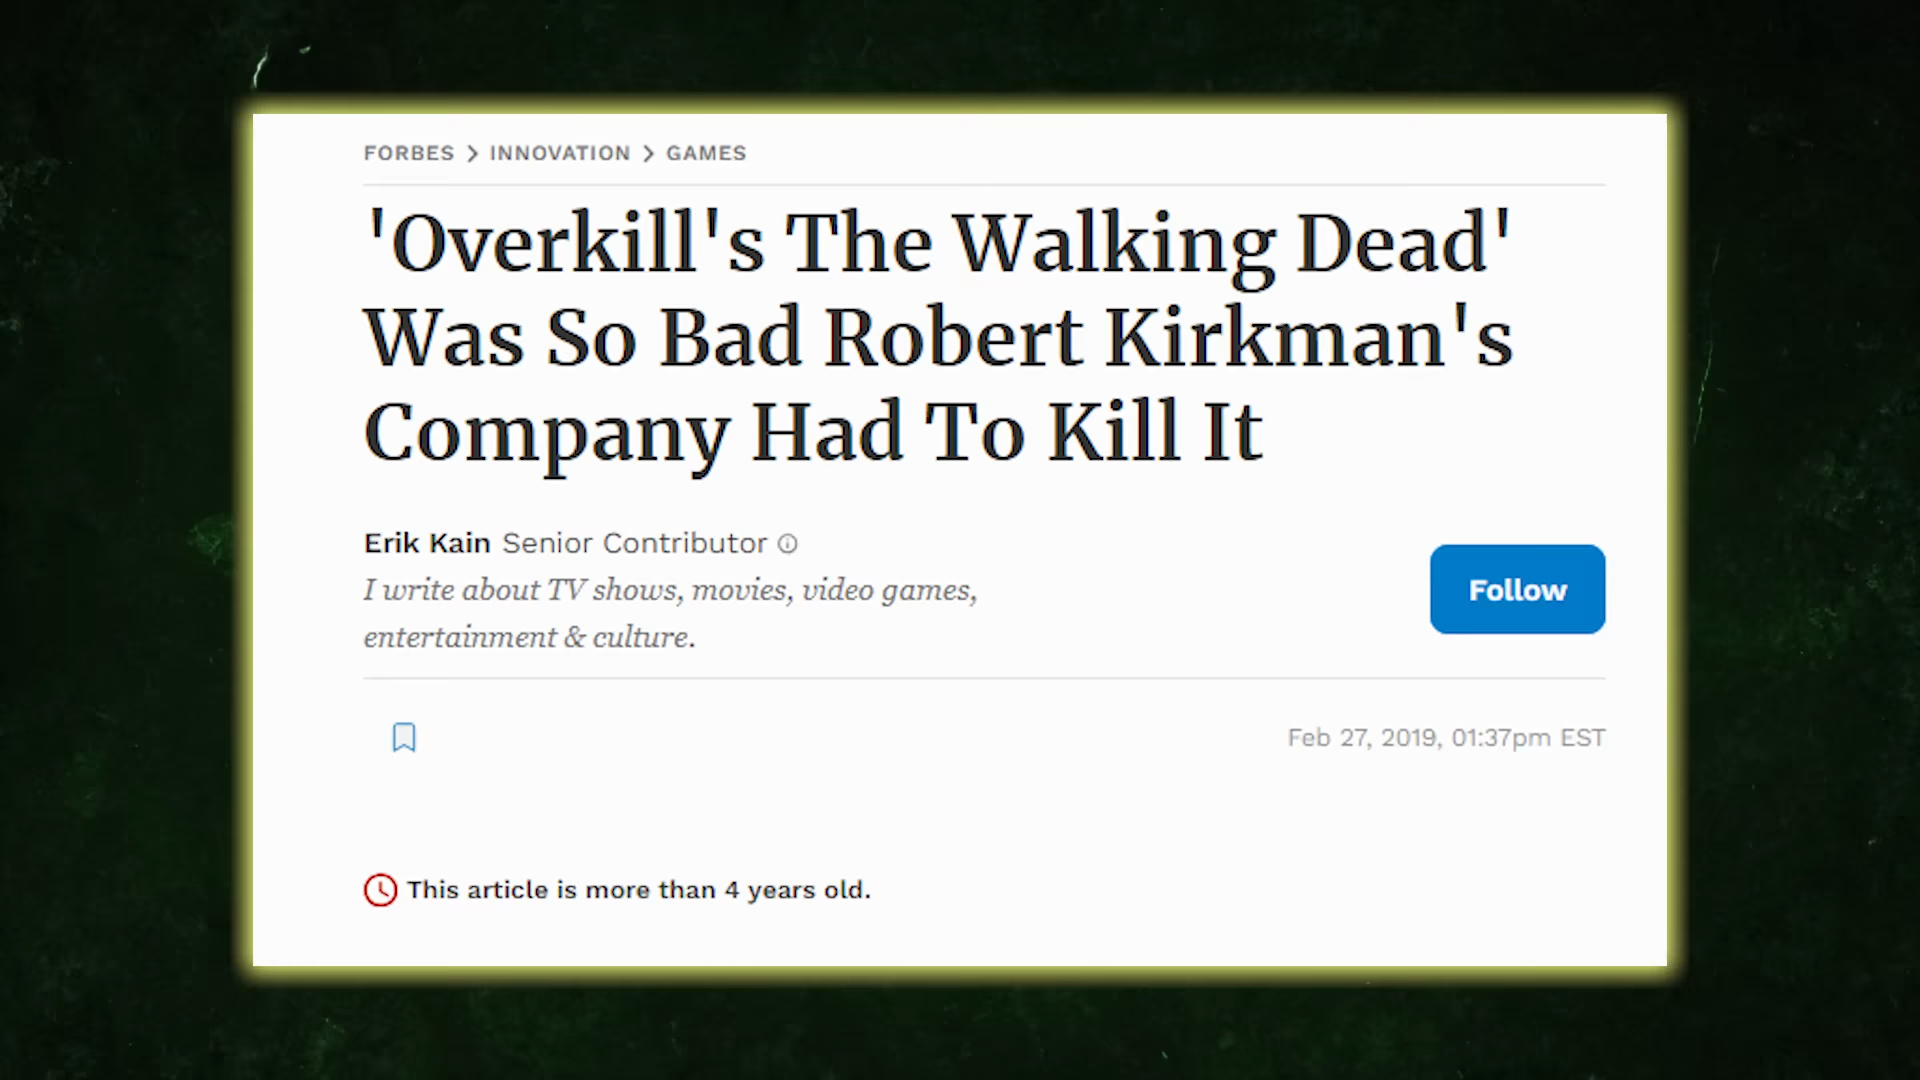 FORBES > INNOVATION > GAMES
'Overkill's The Walking Dead'
Was So Bad Robert Kirkman's
Company Had To Kill It
Erik Kain Senior Contributor
I write about TV shows, movies, video games,
entertainment & culture.
Follow
Feb 27, 2019, 01:37pm EST
This article is more than 4 years old.